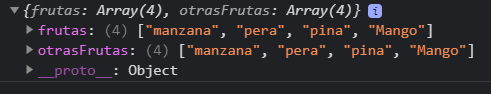 ▼ {frutas: Array(4), otrasFrutas: Array(4)} i
▶ frutas: (4) ["manzana", "pera", "pina", "Mango"]
▶ otrasFrutas: (4) ["manzana", "pera", "pina", "Mango"]
▶ __proto__: Object